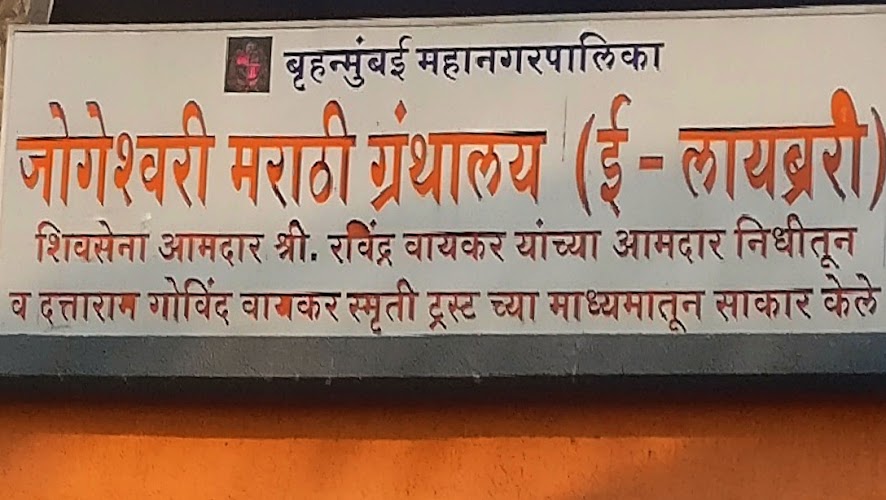 बृहन्मुंबई महानगरपालिका
जोगेश्वरी मराठी ग्रंथालय (ई - लायब्ररी)
शिवसेना आमदार श्री. रविंद्र वायकर यांच्या आमदार निधीतून
व दत्ताराम गोविंद वायकर स्मृती ट्रस्ट च्या माध्यमातून साकार केले